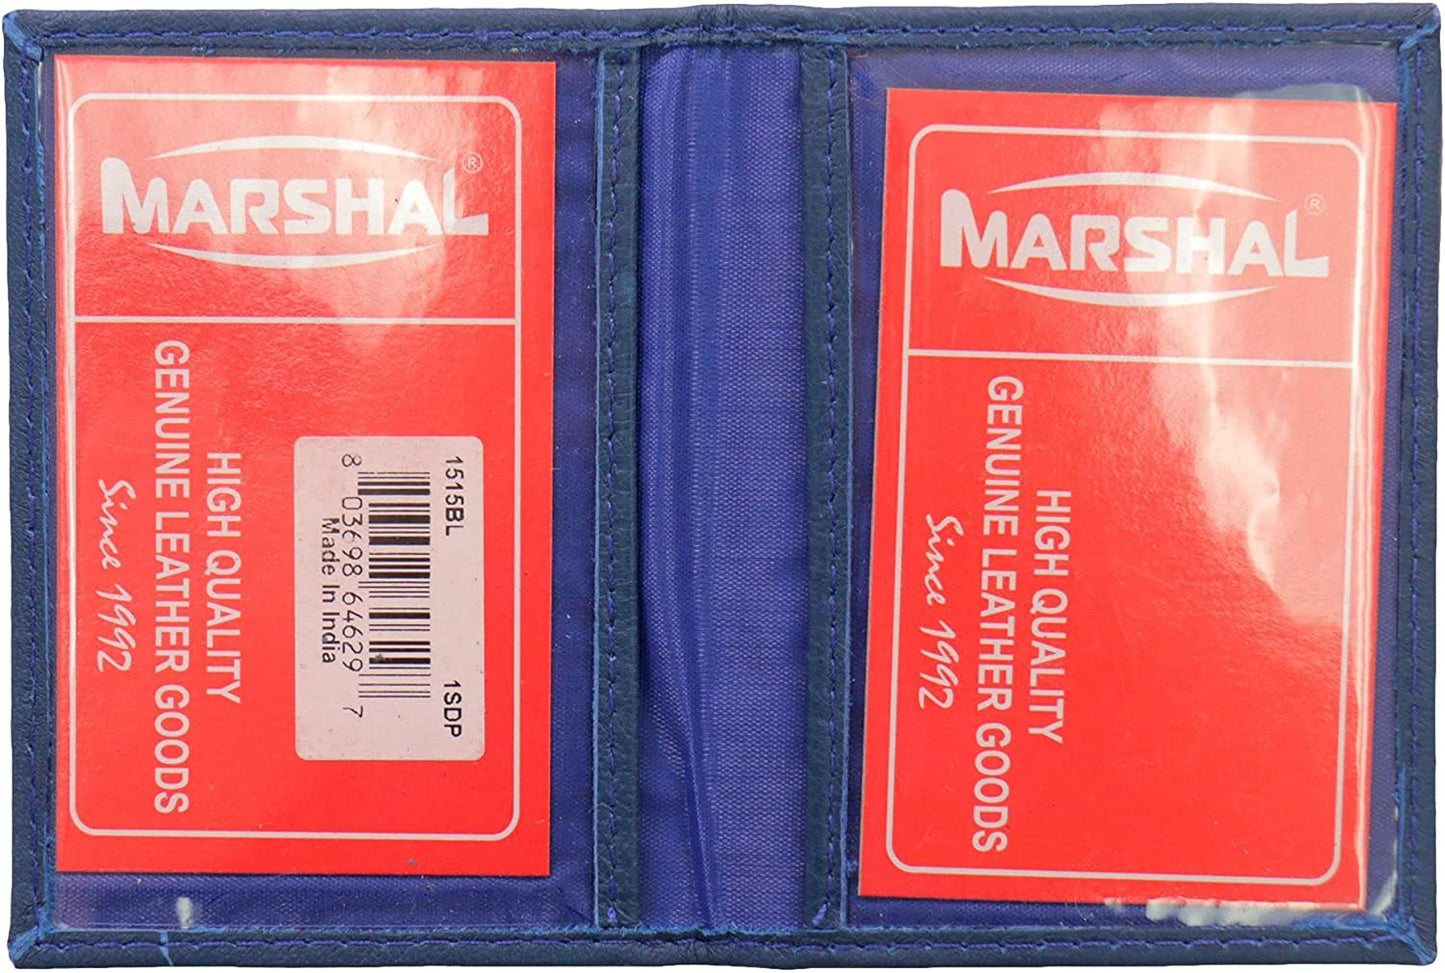 MARSHAL®
HIGH QUALITY
GENUINE LEATHER GOODS
Since 1992
1515BL 1SDP
8 03698 64629 7
Made In India
MARSHAL®
HIGH QUALITY
GENUINE LEATHER GOODS
Since 1992